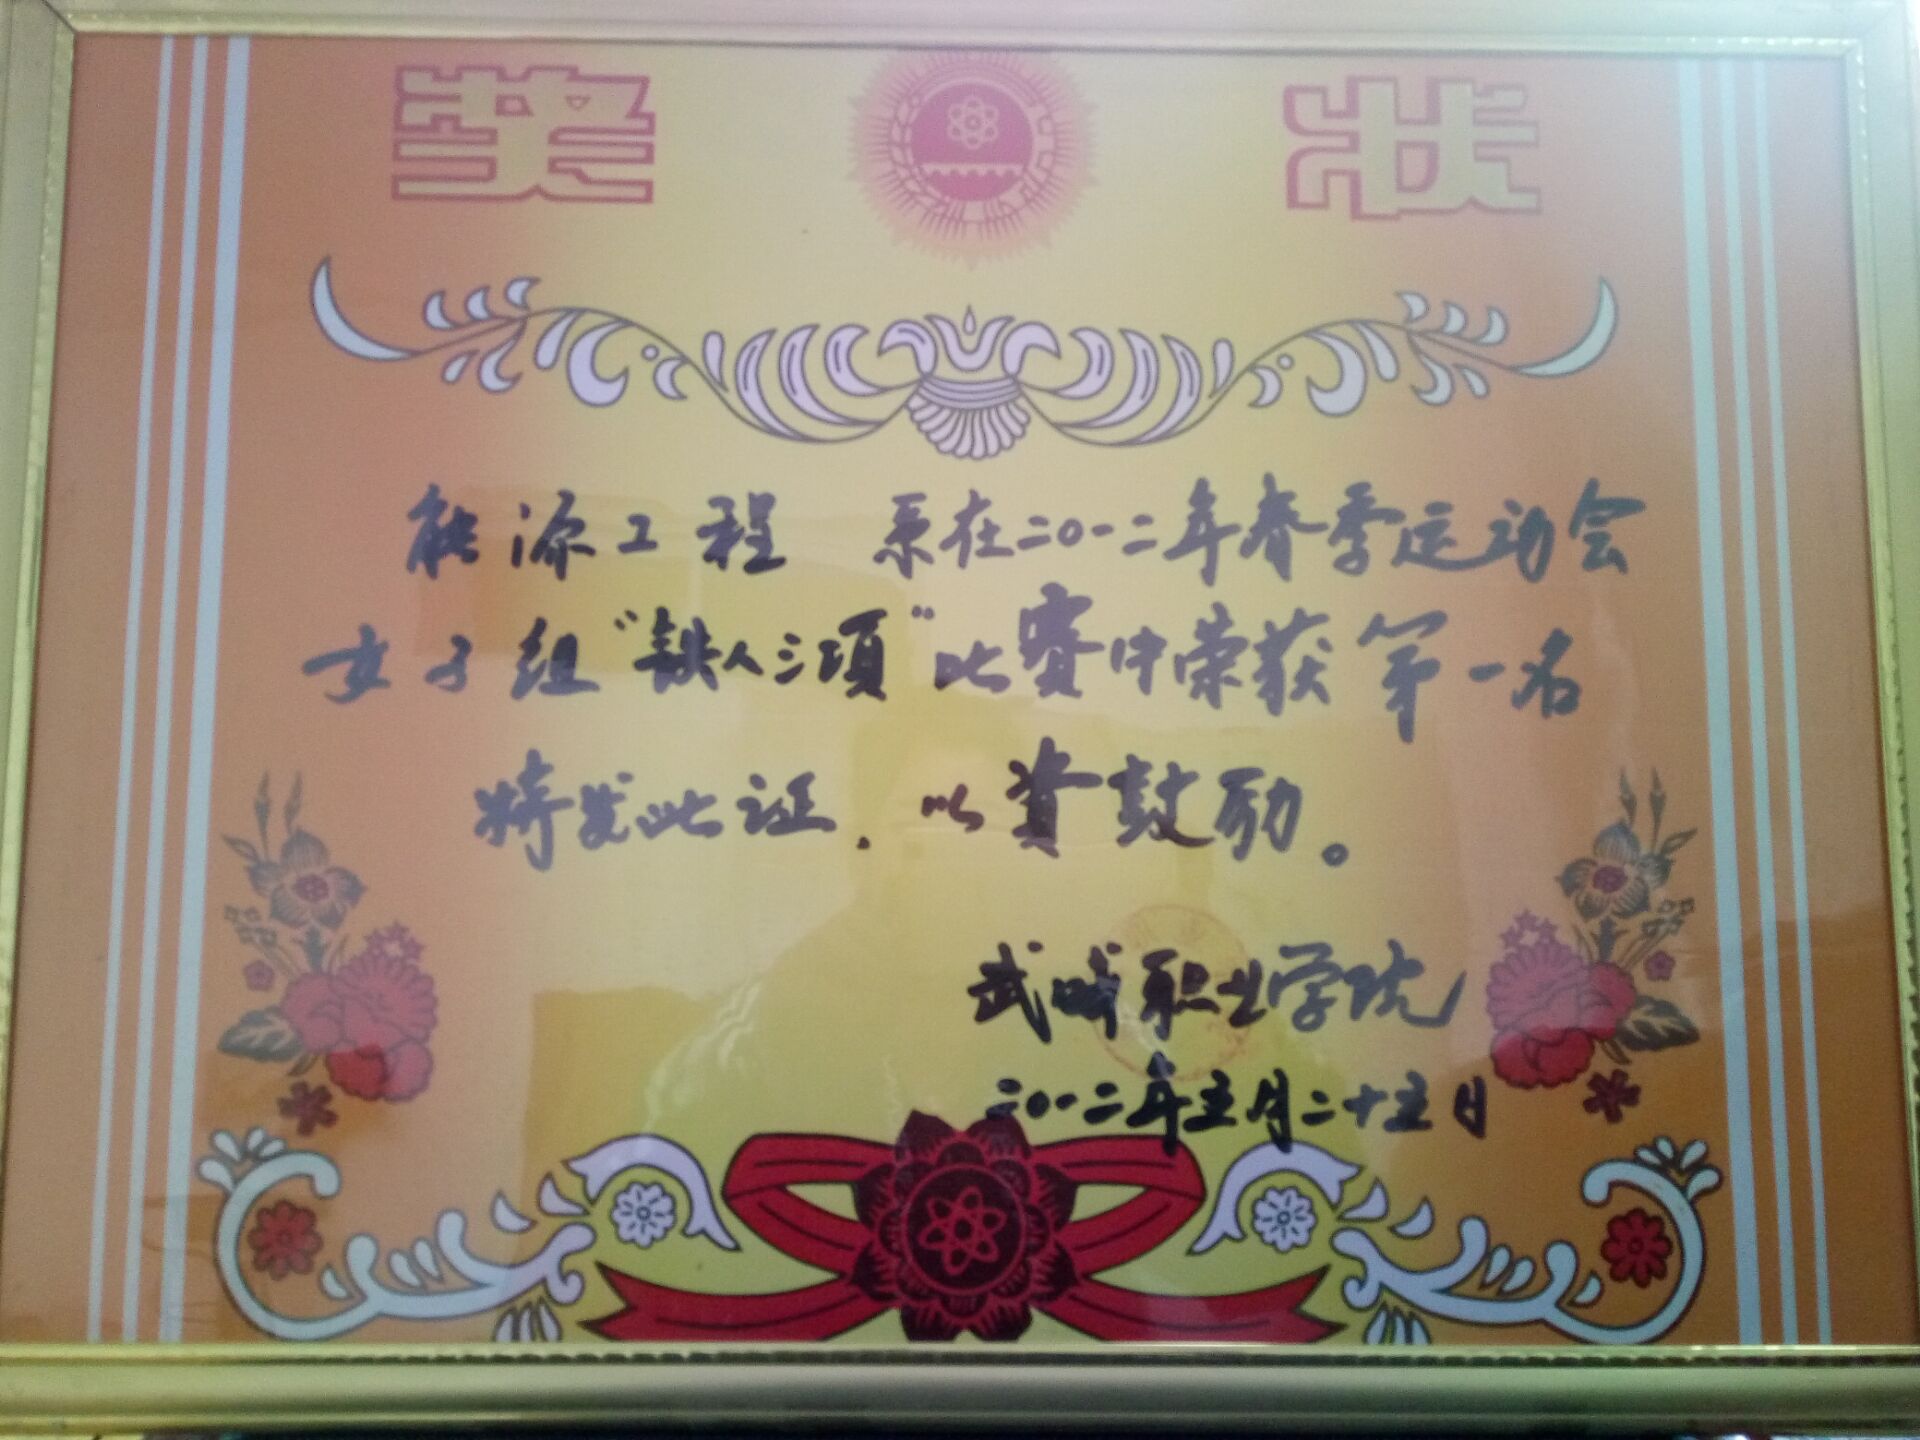 奖状
能源工程 系在二〇一二年春季运动会
女子组“铁人三项”比赛中荣获第一名
特发此证,以资鼓励。
武威职业学院
二〇一二年五月二十五日